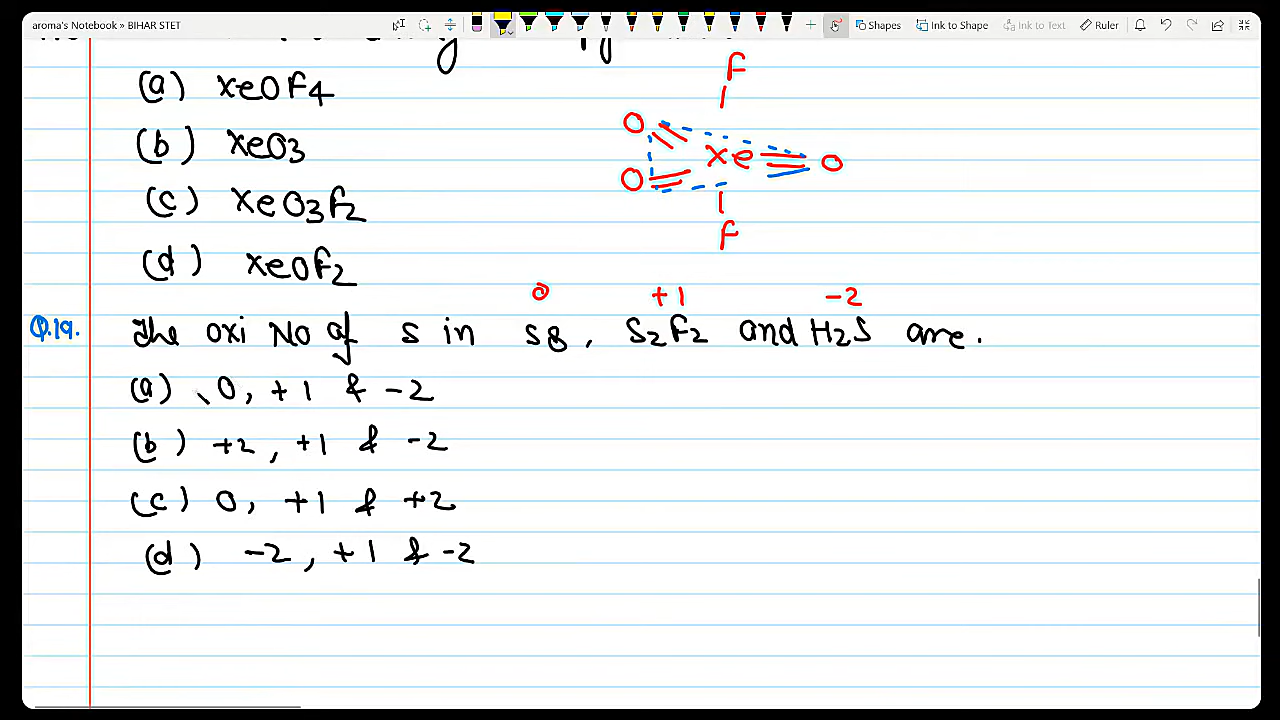 aroma's Notebook » BIHAR STET
Shapes
Ink to Shape
Ink to Text
Ruler
(a) XeOF4
(b) XeO3
(c) XeO3F2
(d) XeOF2
F
O
O
Xe
O
F
0 +1 -2
Q.19. The oxi No of S in S8, S2F2 and H2S are.
(a) 0, +1 & -2
(b) +2, +1 & -2
(c) 0, +1 & +2
(d) -2, +1 & -2